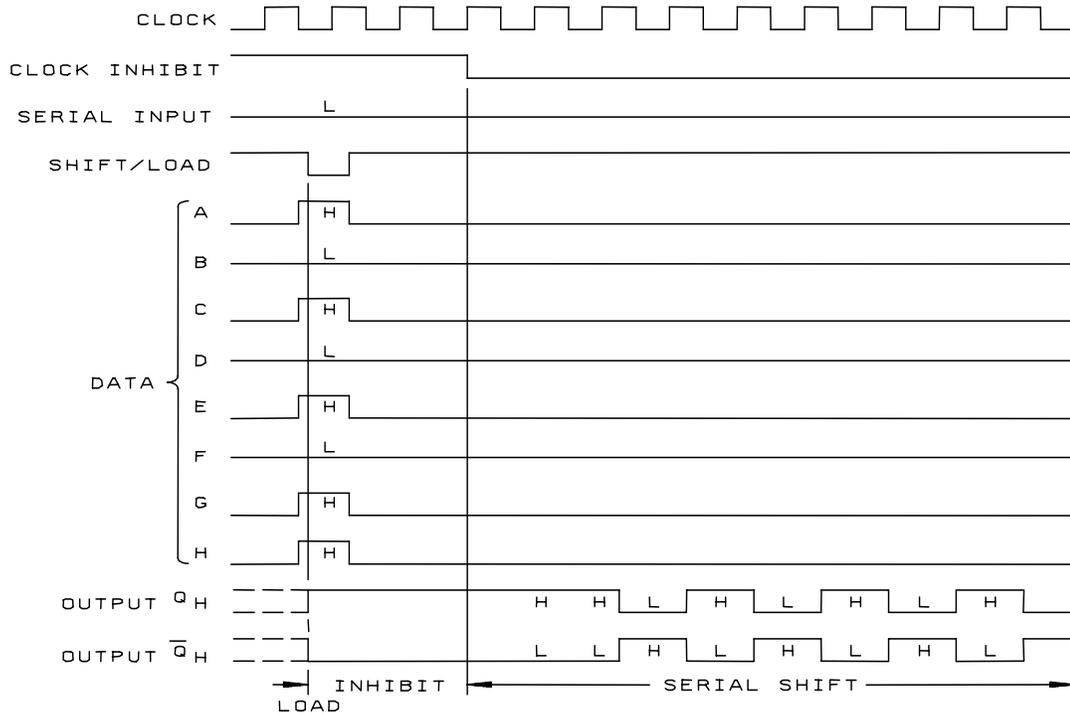 CLOCK
CLOCK INHIBIT
L
SERIAL INPUT
SHIFT/LOAD
A H
L
B
C H
L
D
DATA
E H
L
F
G H
H H
OUTPUT QH H H L H L H L H
OUTPUT Q̅H L L H L H L H L
INHIBIT SERIAL SHIFT
LOAD